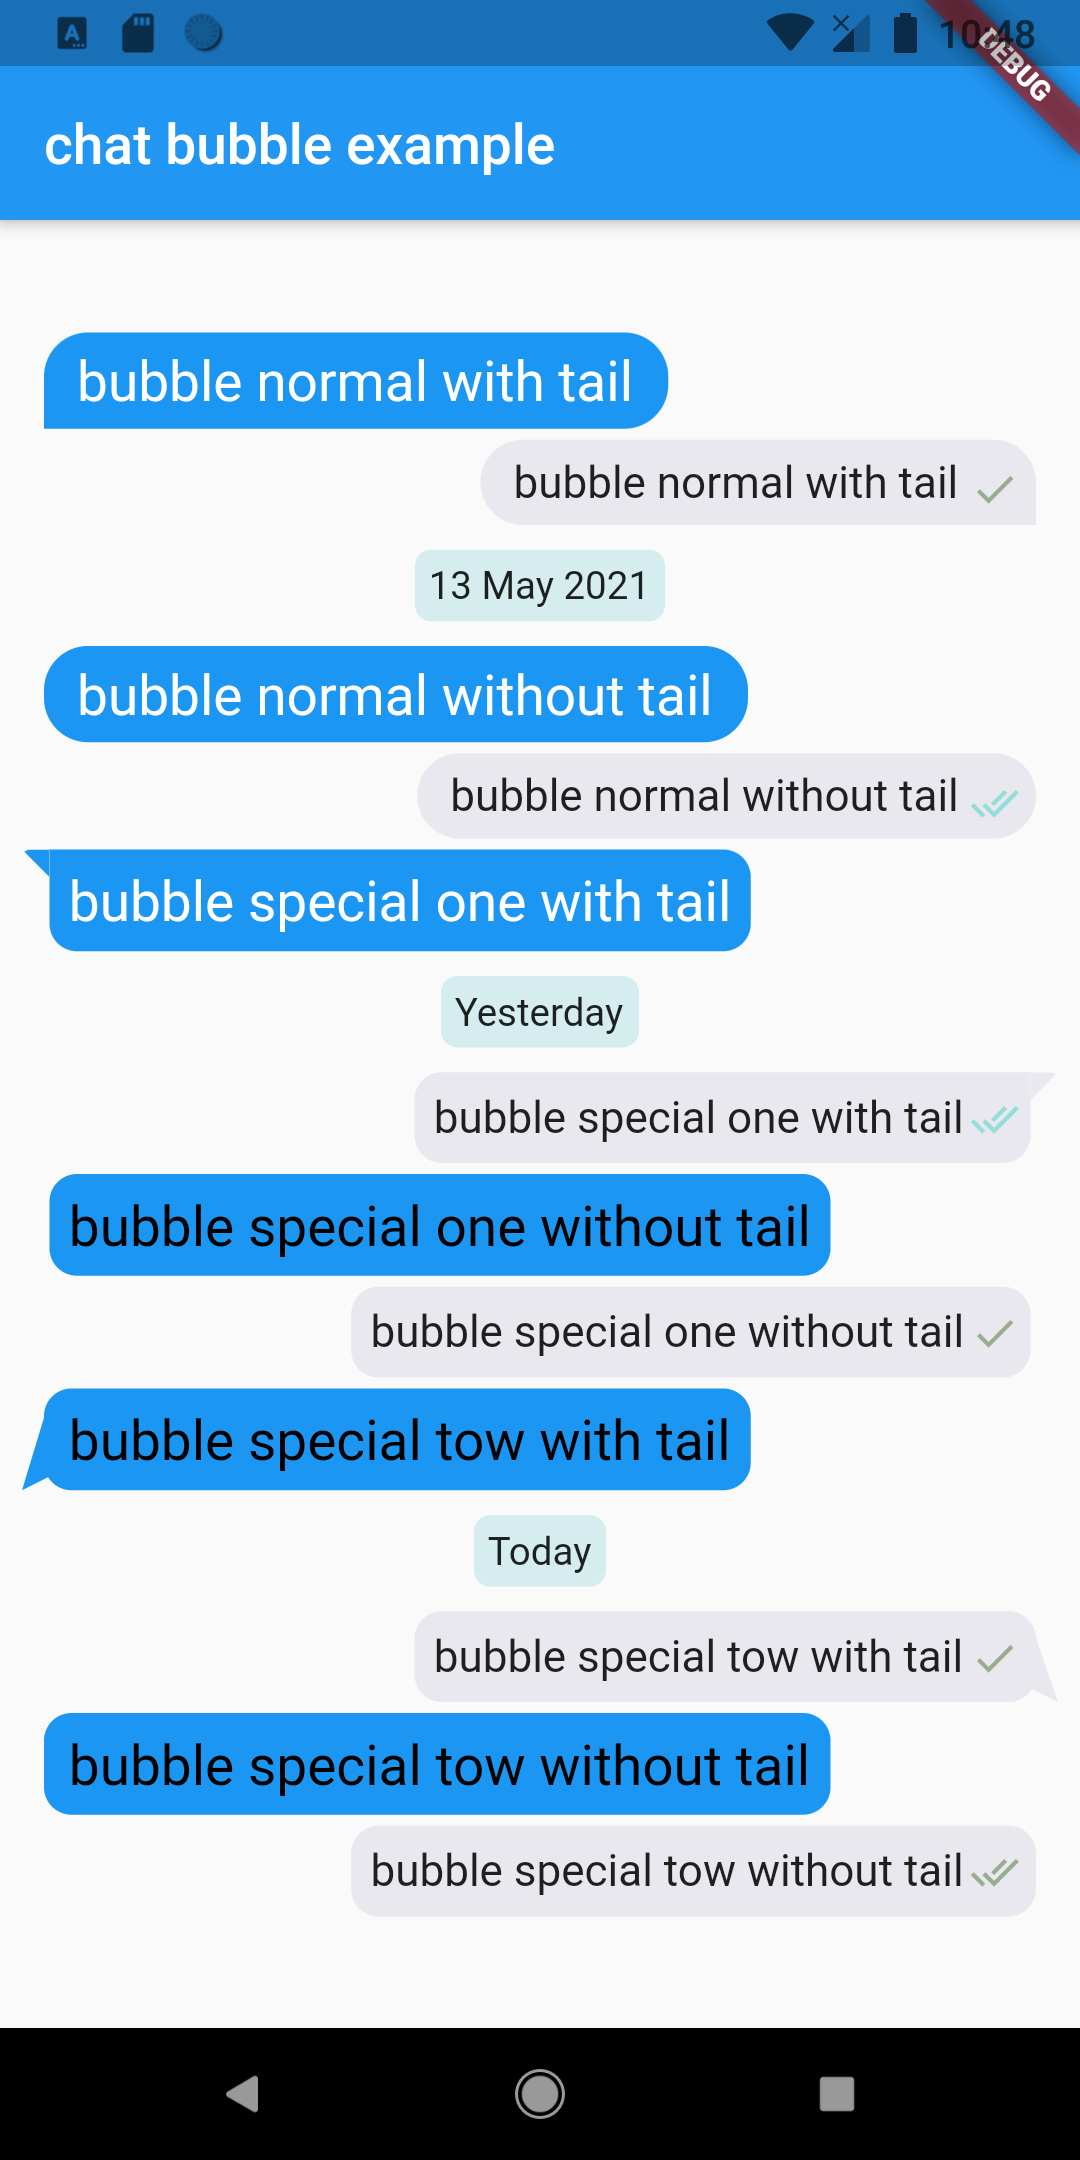 A
10:48
DEBUG
chat bubble example
bubble normal with tail
bubble normal with tail
13 May 2021
bubble normal without tail
bubble normal without tail
bubble special one with tail
Yesterday
bubble special one with tail
bubble special one without tail
bubble special one without tail
bubble special tow with tail
Today
bubble special tow with tail
bubble special tow without tail
bubble special tow without tail